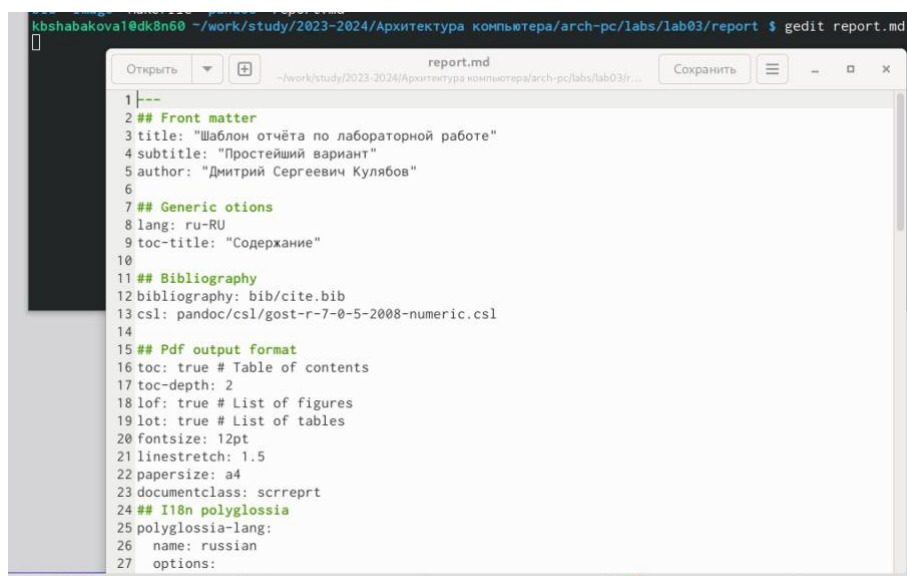 kbshabakova1@dk8n60 ~/work/study/2023-2024/Архитектура компьютера/arch-pc/labs/lab03/report $ gedit report.md
Открыть
report.md
~/work/study/2023-2024/Архитектура компьютера/arch-pc/labs/lab03/r...
Сохранить
1 ---
2 ## Front matter
3 title: "Шаблон отчёта по лабораторной работе"
4 subtitle: "Простейший вариант"
5 author: "Дмитрий Сергеевич Кулябов"
6
7 ## Generic otions
8 lang: ru-RU
9 toc-title: "Содержание"
10
11 ## Bibliography
12 bibliography: bib/cite.bib
13 csl: pandoc/csl/gost-r-7-0-5-2008-numeric.csl
14
15 ## Pdf output format
16 toc: true # Table of contents
17 toc-depth: 2
18 lof: true # List of figures
19 lot: true # List of tables
20 fontsize: 12pt
21 linestretch: 1.5
22 papersize: a4
23 documentclass: scrreprt
24 ## I18n polyglossia
25 polyglossia-lang:
26   name: russian
27   options: